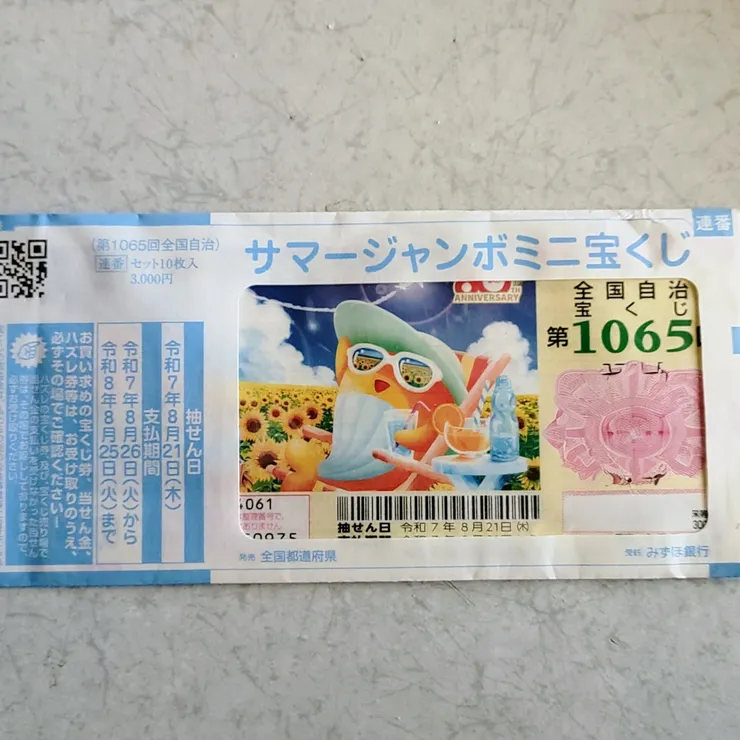 (第1065回全国自治)
連番 セット10枚入
3,000円
サマージャンボミニ宝くじ
連番
抽せん日
令和7年8月21日(木)
支払期間
令和7年8月26日(火)から
令和8年8月25日(火)まで
お買い求めの宝くじ券、当せん金、
ハズレ券等は、お受け取りのうえ、
必ずその場でご確認ください!
ANNIVERSARY
全国自治
宝くじ
第1065
抽せん日 令和7年8月21日(木)
発売 全国都道府県
受託 みずほ銀行